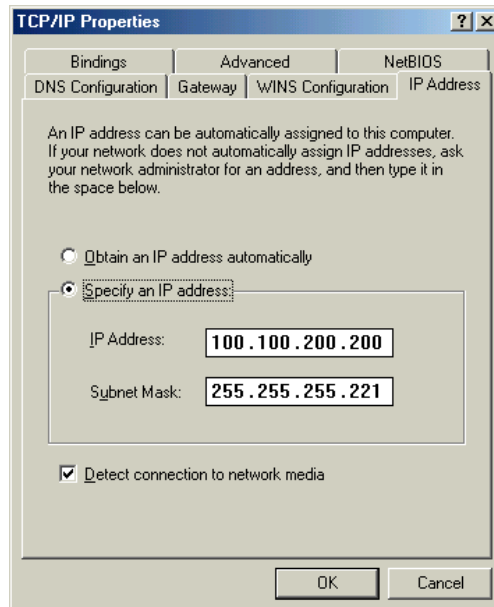 TCP/IP Properties
Bindings
Advanced
NetBIOS
DNS Configuration
Gateway
WINS Configuration
IP Address
An IP address can be automatically assigned to this computer.
If your network does not automatically assign IP addresses, ask
your network administrator for an address, and then type it in
the space below.
Obtain an IP address automatically
Specify an IP address:
IP Address:
100.100.200.200
Subnet Mask:
255.255.255.221
Detect connection to network media
OK
Cancel